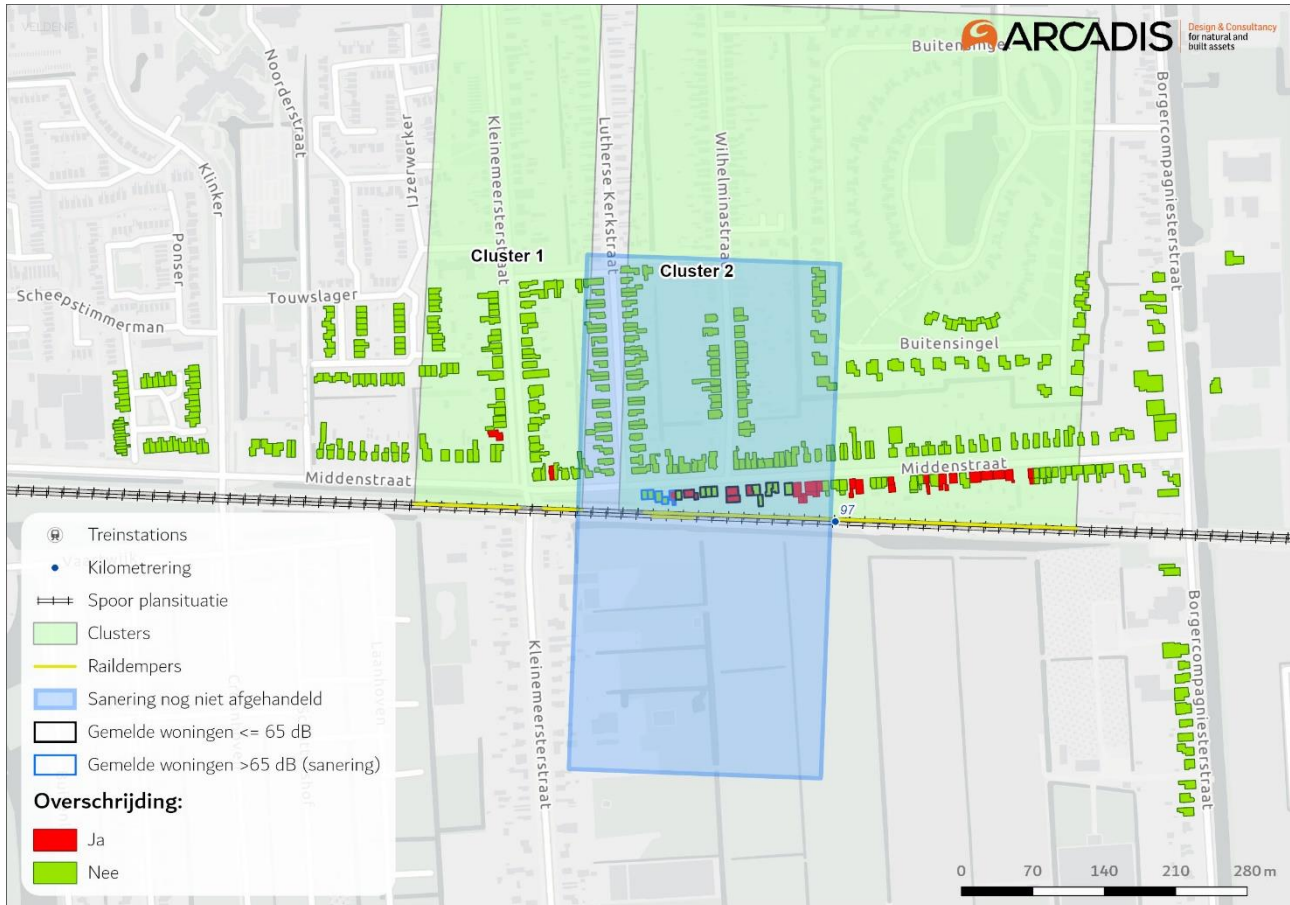 VELDENF
ARCADIS
Design & Consultancy
for natural and
built assets
Noorderstraat
Klinker
IJzerwerker
Kleinemeersterstraat
Lutherse Kerkstraat
Wilhelminastraat
Buitensingel
Borgercompagniesterstraat
Ponser
Cluster 1
Cluster 2
Scheepstimmerman
Touwslager
Buitensingel
Middenstraat
Middenstraat
97
Treinstations
Kilometrering
Spoor plansituatie
Clusters
Raildempers
Sanering nog niet afgehandeld
Gemelde woningen <= 65 dB
Gemelde woningen >65 dB (sanering)
Overschrijding:
Ja
Nee
Laanhoven
Kleinemeersterstraat
Borgercompagniesterstraat
0 70 140 210 280 m